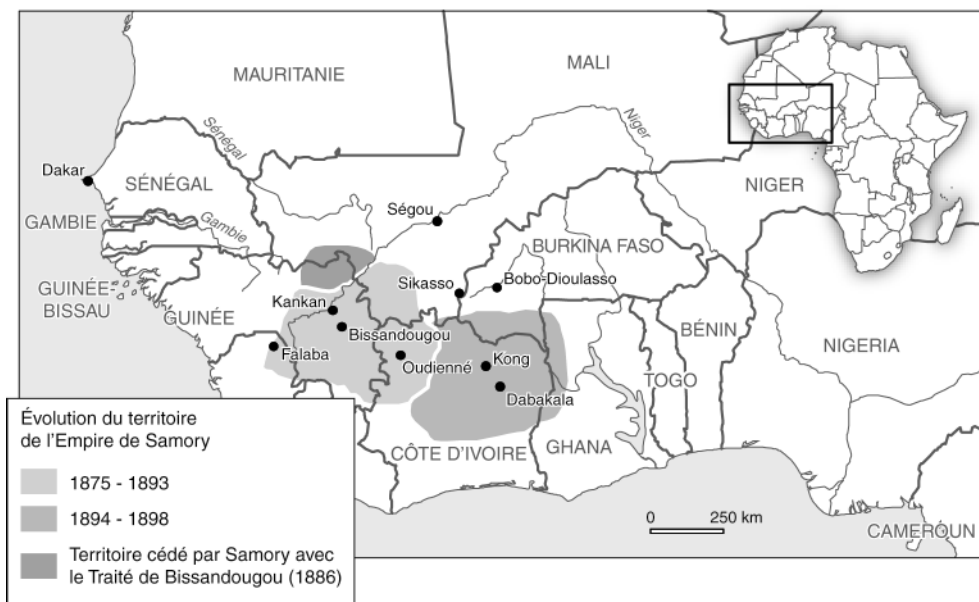 MAURITANIE
MALI
Sénégal
Niger
Dakar
SÉNÉGAL
NIGER
Ségou
GAMBIE
Gambie
BURKINA FASO
Sikasso
Bobo-Dioulasso
GUINÉE-
BISSAU
Kankan
GUINÉE
BÉNIN
Bissandougou
NIGERIA
Falaba
Oudienné
Kong
TOGO
Dabakala
CÔTE D'IVOIRE
GHANA
Évolution du territoire
de l'Empire de Samory
1875 - 1893
1894 - 1898
Territoire cédé par Samory avec
le Traité de Bissandougou (1886)
0 250 km
CAMEROUN